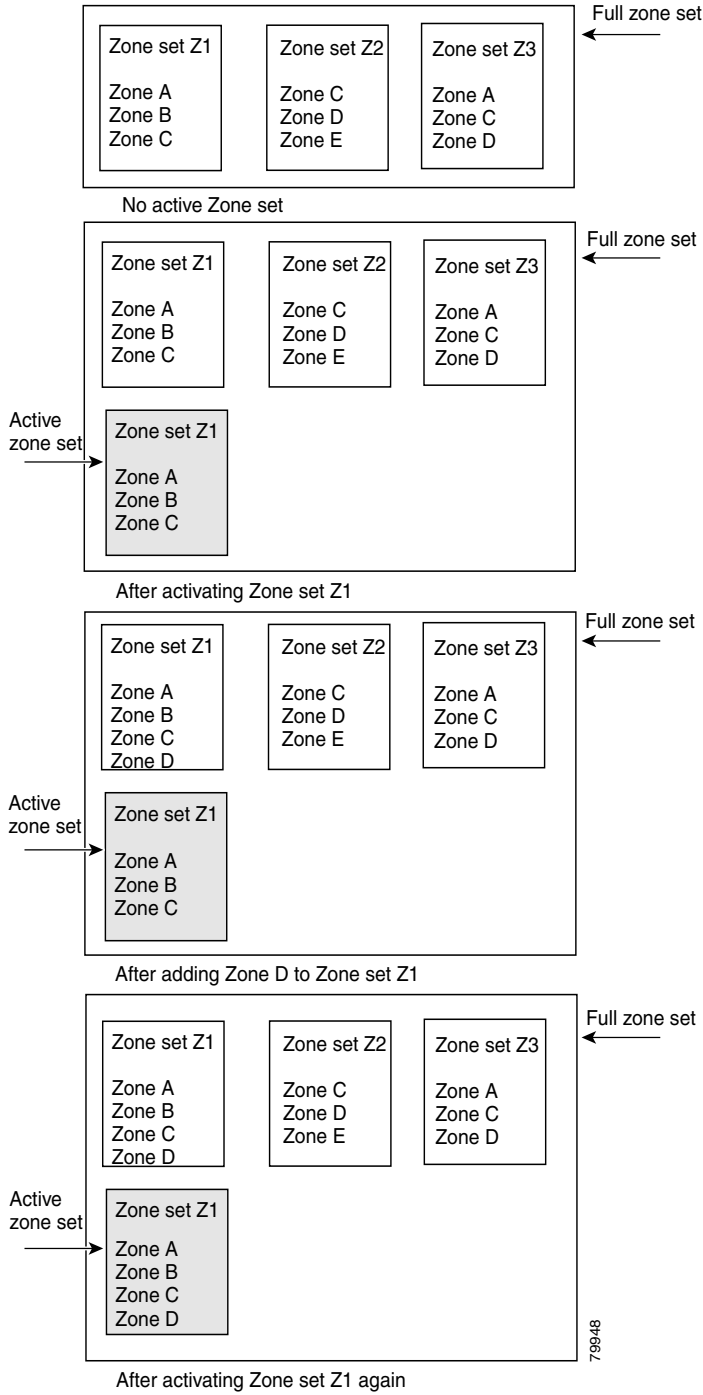 Full zone set
Zone set Z1
Zone A
Zone B
Zone C
Zone set Z2
Zone C
Zone D
Zone E
Zone set Z3
Zone A
Zone C
Zone D
No active Zone set
Full zone set
Zone set Z1
Zone A
Zone B
Zone C
Zone set Z2
Zone C
Zone D
Zone E
Zone set Z3
Zone A
Zone C
Zone D
Active
zone set
Zone set Z1
Zone A
Zone B
Zone C
After activating Zone set Z1
Full zone set
Zone set Z1
Zone A
Zone B
Zone C
Zone D
Zone set Z2
Zone C
Zone D
Zone E
Zone set Z3
Zone A
Zone C
Zone D
Active
zone set
Zone set Z1
Zone A
Zone B
Zone C
After adding Zone D to Zone set Z1
Full zone set
Zone set Z1
Zone A
Zone B
Zone C
Zone D
Zone set Z2
Zone C
Zone D
Zone E
Zone set Z3
Zone A
Zone C
Zone D
Active
zone set
Zone set Z1
Zone A
Zone B
Zone C
Zone D
79948
After activating Zone set Z1 again